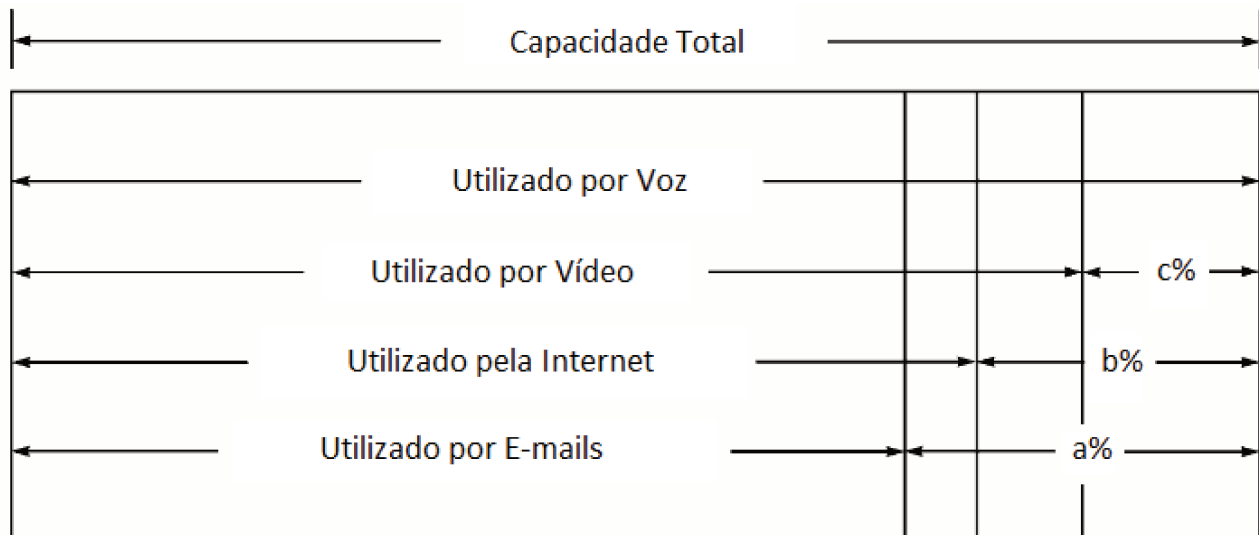 Capacidade Total
Utilizado por Voz
Utilizado por Vídeo
c%
Utilizado pela Internet
b%
Utilizado por E-mails
a%